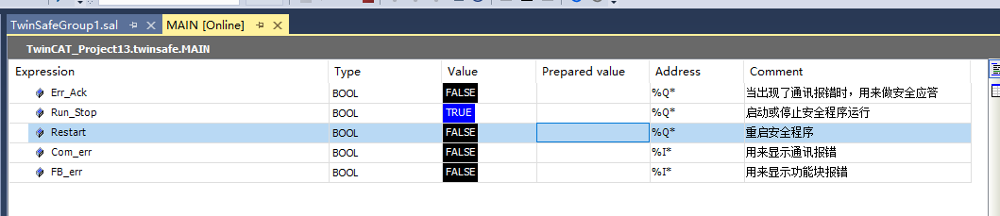 TwinSafeGroup1.sal MAIN [Online]
TwinCAT_Project13.twinsafe.MAIN
Expression Type Value Prepared value Address Comment
Err_Ack BOOL FALSE %Q* 当出现了通讯报错时，用来做安全应答
Run_Stop BOOL TRUE %Q* 启动或停止安全程序运行
Restart BOOL FALSE %Q* 重启安全程序
Com_err BOOL FALSE %I* 用来显示通讯报错
FB_err BOOL FALSE %I* 用来显示功能块报错